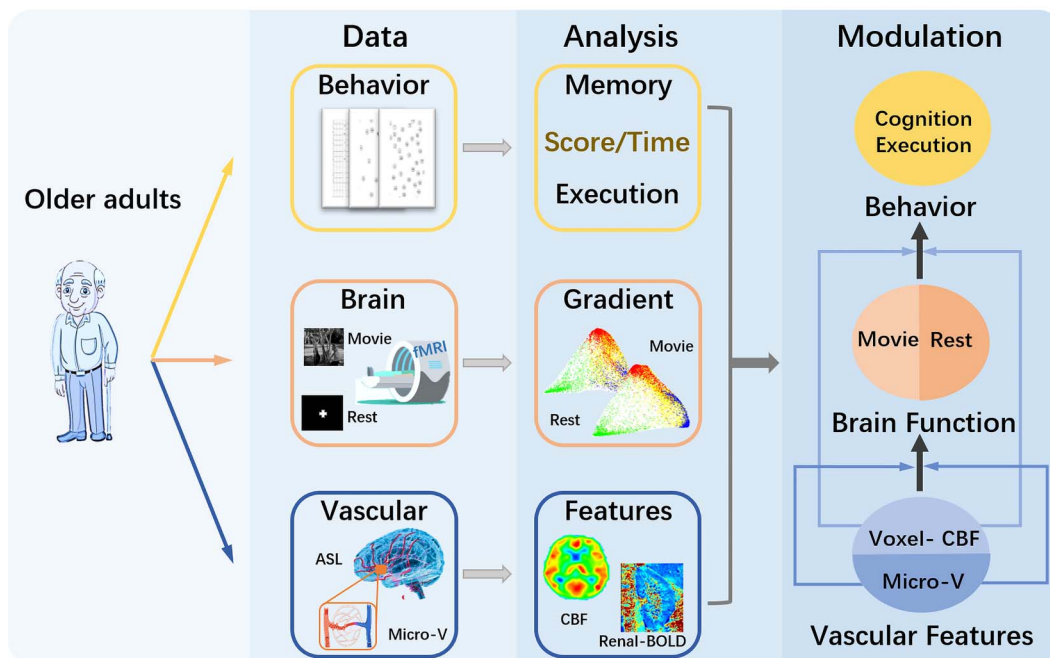 Data
Analysis
Modulation
Older adults
Behavior
Memory
Score/Time
Execution
Brain
Movie
fMRI
Rest
Gradient
Movie
Rest
Vascular
ASL
Micro-V
Features
CBF
Renal-BOLD
Cognition
Execution
Behavior
Movie Rest
Brain Function
Voxel- CBF
Micro-V
Vascular Features